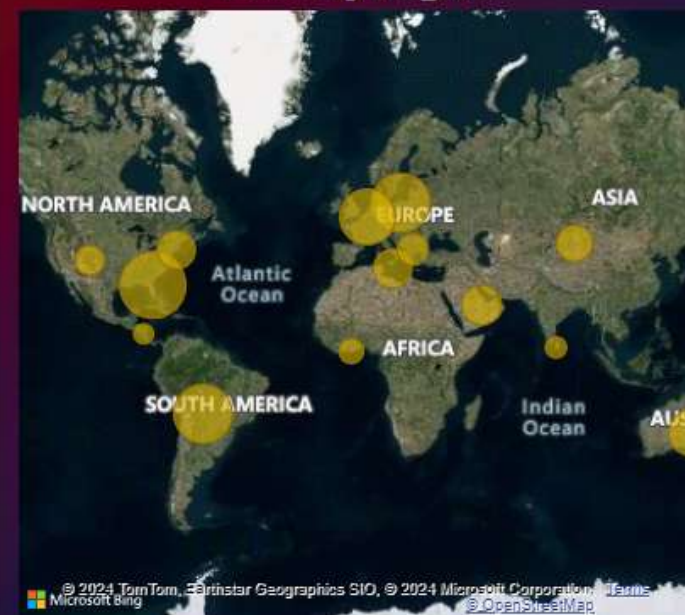 NORTH AMERICA
EUROPE
ASIA
Atlantic
Ocean
AFRICA
SOUTH AMERICA
Indian
Ocean
AUS
© 2024 TomTom, Earthstar Geographics SIO, © 2024 Microsoft Corporation, Terms
Microsoft Bing
© OpenStreetMap